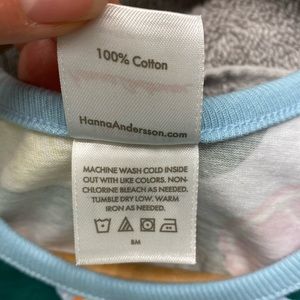 100% Cotton
HannaAndersson.com
MACHINE WASH COLD INSIDE
OUT WITH LIKE COLORS. NON-
CHLORINE BLEACH AS NEEDED.
TUMBLE DRY LOW. WARM
IRON AS NEEDED.
BM